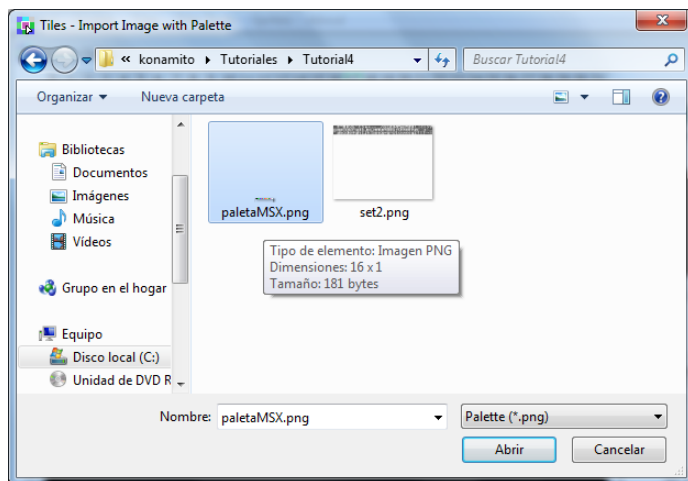 Tiles - Import Image with Palette
« konamito ▸ Tutoriales ▸ Tutorial4
Buscar Tutorial4
Organizar
Nueva carpeta
Bibliotecas
Documentos
Imágenes
Música
Vídeos
Grupo en el hogar
Equipo
Disco local (C:)
Unidad de DVD R
paletaMSX.png
set2.png
Tipo de elemento: Imagen PNG
Dimensiones: 16 x 1
Tamaño: 181 bytes
Nombre: paletaMSX.png
Palette (*.png)
Abrir
Cancelar